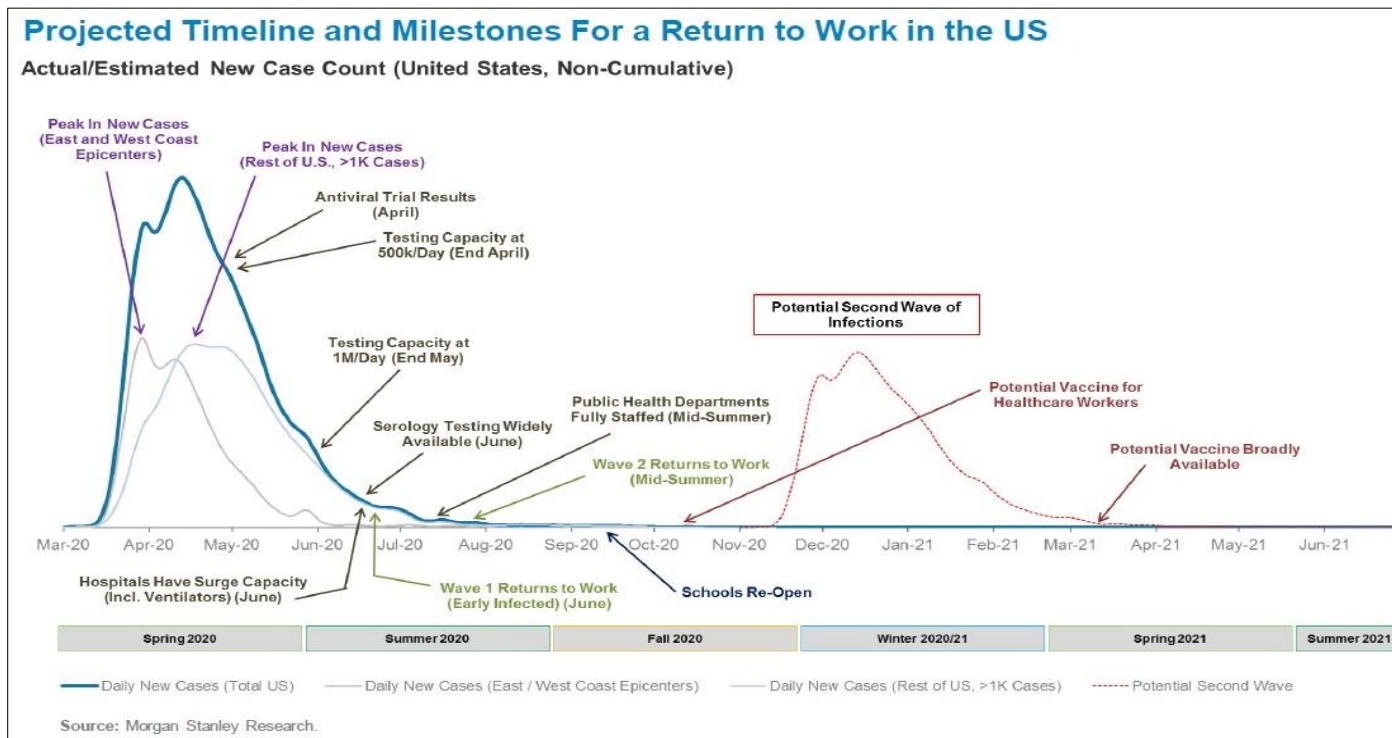 Projected Timeline and Milestones For a Return to Work in the US
Actual/Estimated New Case Count (United States, Non-Cumulative)
Peak In New Cases
(East and West Coast
Epicenters)
Peak In New Cases
(Rest of U.S., >1K Cases)
Antiviral Trial Results
(April)
Testing Capacity at
500k/Day (End April)
Testing Capacity at
1M/Day (End May)
Serology Testing Widely
Available (June)
Public Health Departments
Fully Staffed (Mid-Summer)
Wave 2 Returns to Work
(Mid-Summer)
Potential Second Wave of
Infections
Potential Vaccine for
Healthcare Workers
Potential Vaccine Broadly
Available
Mar-20 Apr-20 May-20 Jun-20 Jul-20 Aug-20 Sep-20 Oct-20 Nov-20 Dec-20 Jan-21 Feb-21 Mar-21 Apr-21 May-21 Jun-21
Hospitals Have Surge Capacity
(Incl. Ventilators) (June)
Wave 1 Returns to Work
(Early Infected) (June)
Schools Re-Open
Spring 2020 Summer 2020 Fall 2020 Winter 2020/21 Spring 2021 Summer 2021
Daily New Cases (Total US) Daily New Cases (East / West Coast Epicenters) Daily New Cases (Rest of US, >1K Cases) Potential Second Wave
Source: Morgan Stanley Research.